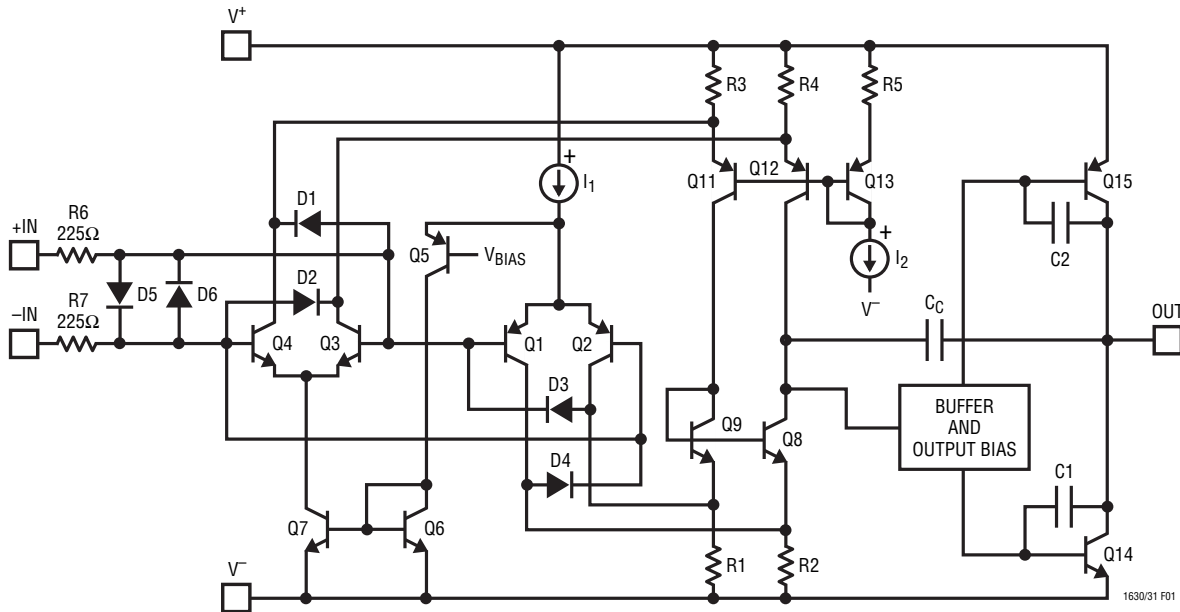 V+
R3
R4
R5
+
I1
Q11
Q12
Q13
Q15
D1
+IN
R6
225Ω
Q5
VBIAS
+
I2
C2
D2
D5
D6
V–
–IN
R7
225Ω
CC
OUT
Q4
Q3
Q1
Q2
D3
Q9
Q8
BUFFER
AND
OUTPUT BIAS
D4
C1
Q7
Q6
Q14
R1
R2
V–
1630/31 F01